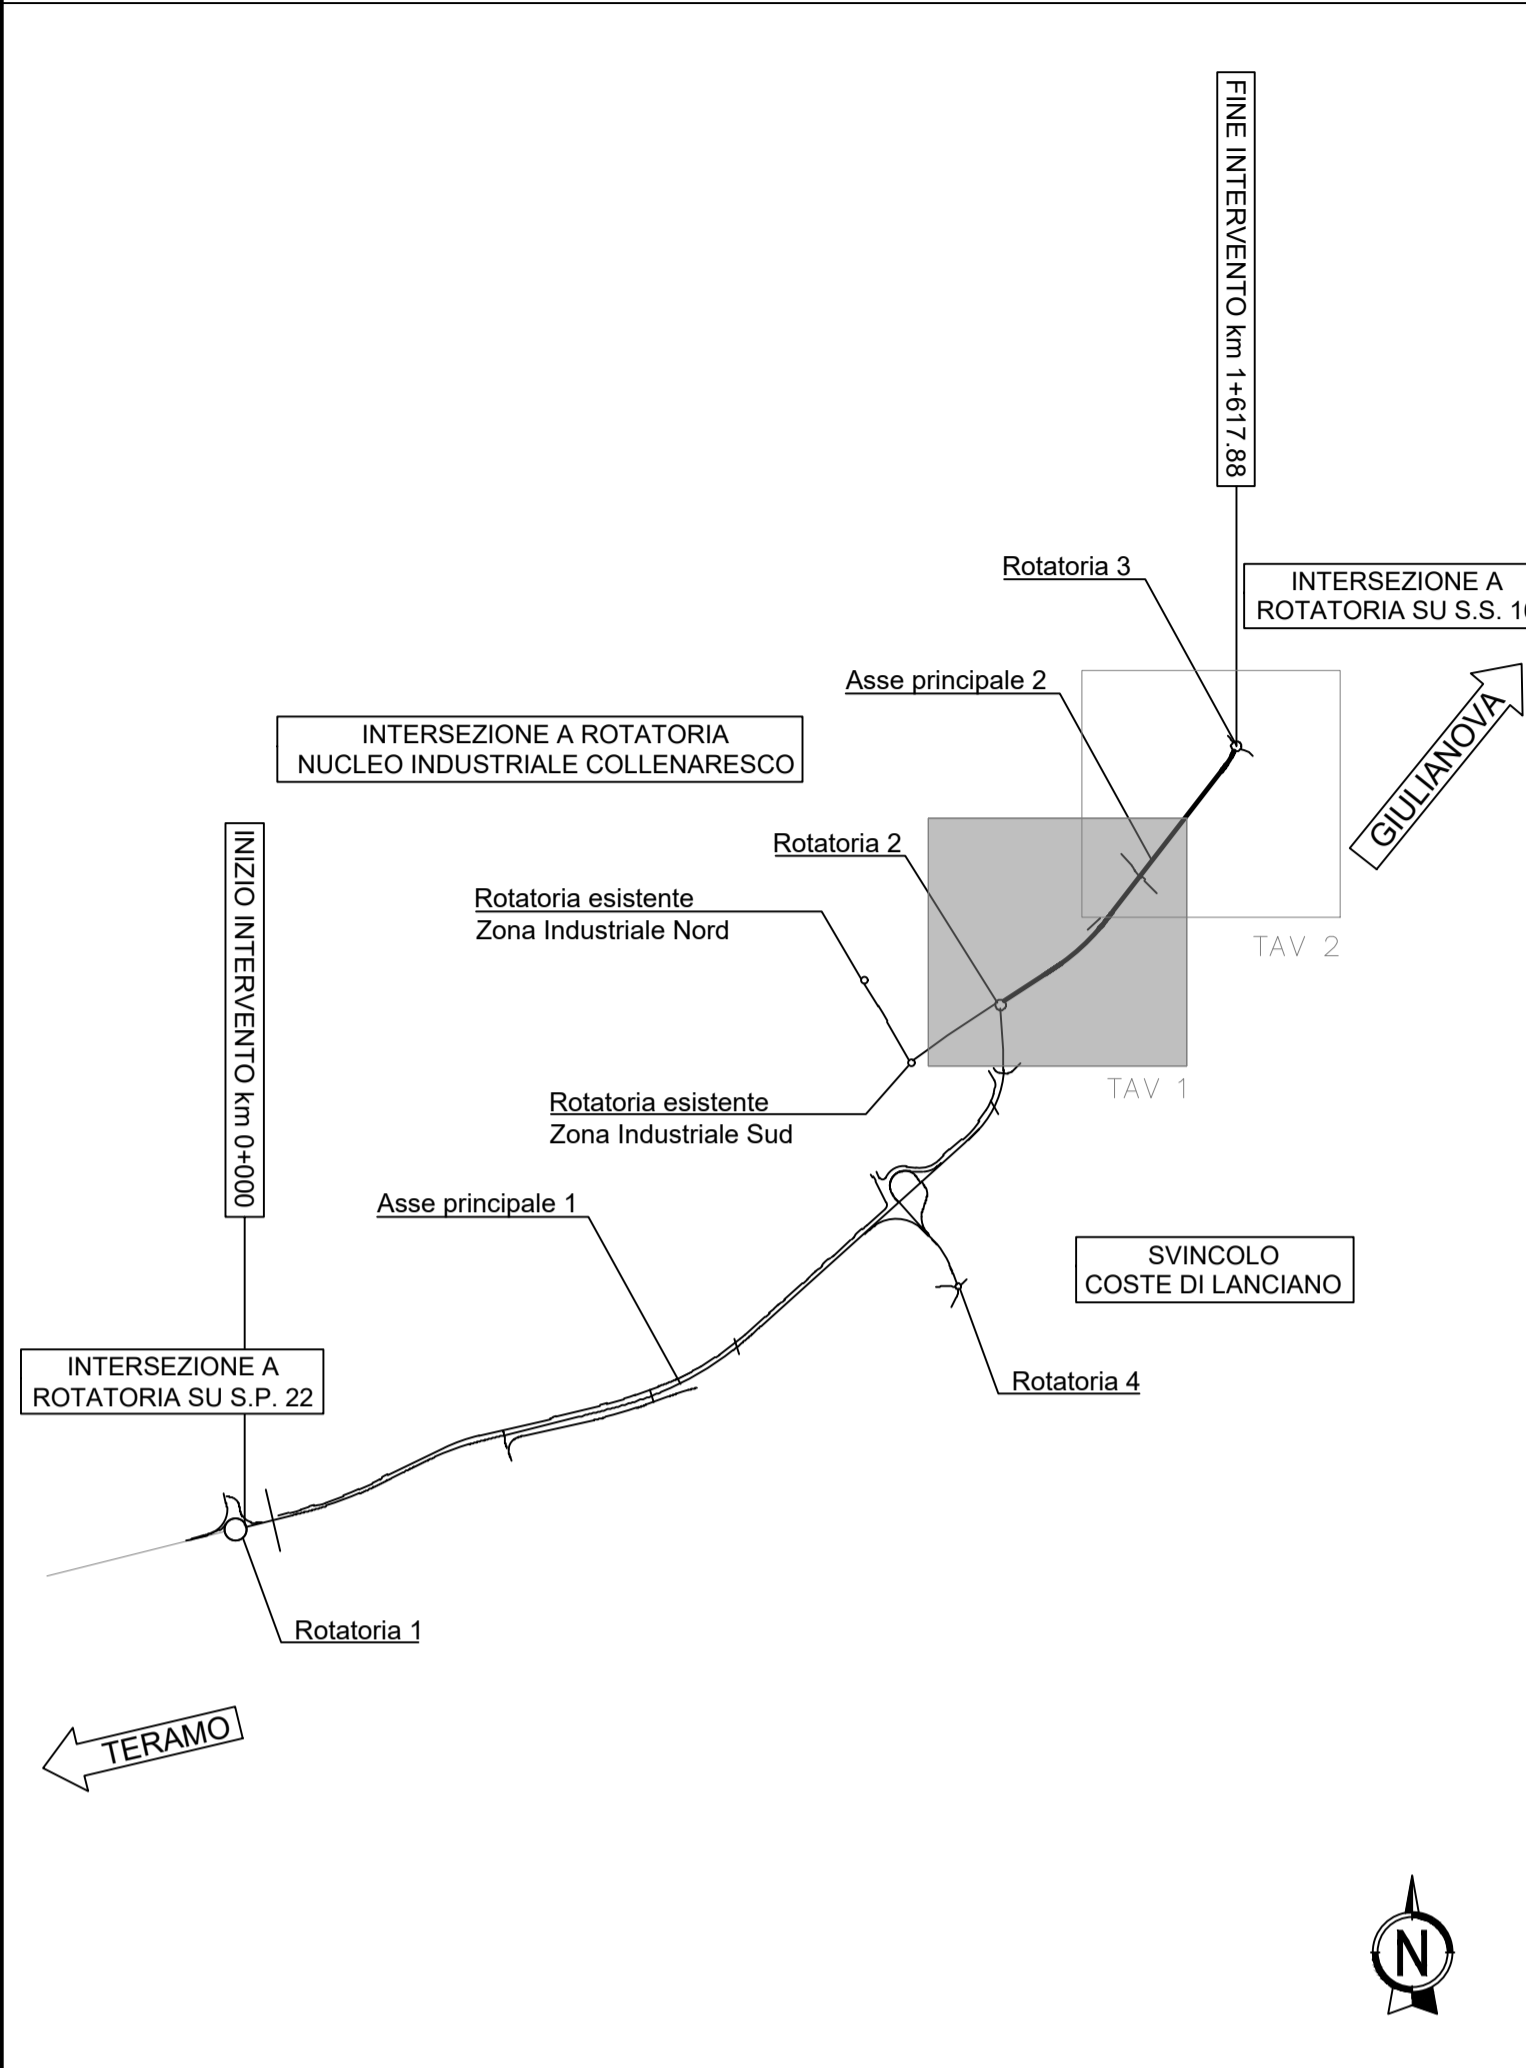 FINE INTERVENTO km 1+617.88
Rotatoria 3
INTERSEZIONE A
ROTATORIA SU S.S.
Asse principale 2
GIULIANOVA
INTERSEZIONE A ROTATORIA
NUCLEO INDUSTRIALE COLLENARESCO
INIZIO INTERVENTO km 0+000
Rotatoria 2
Rotatoria esistente
Zona Industriale Nord
TAV 2
TAV 1
Rotatoria esistente
Zona Industriale Sud
Asse principale 1
SVINCOLO
COSTE DI LANCIANO
INTERSEZIONE A
ROTATORIA SU S.P. 22
Rotatoria 4
Rotatoria 1
TERAMO
N